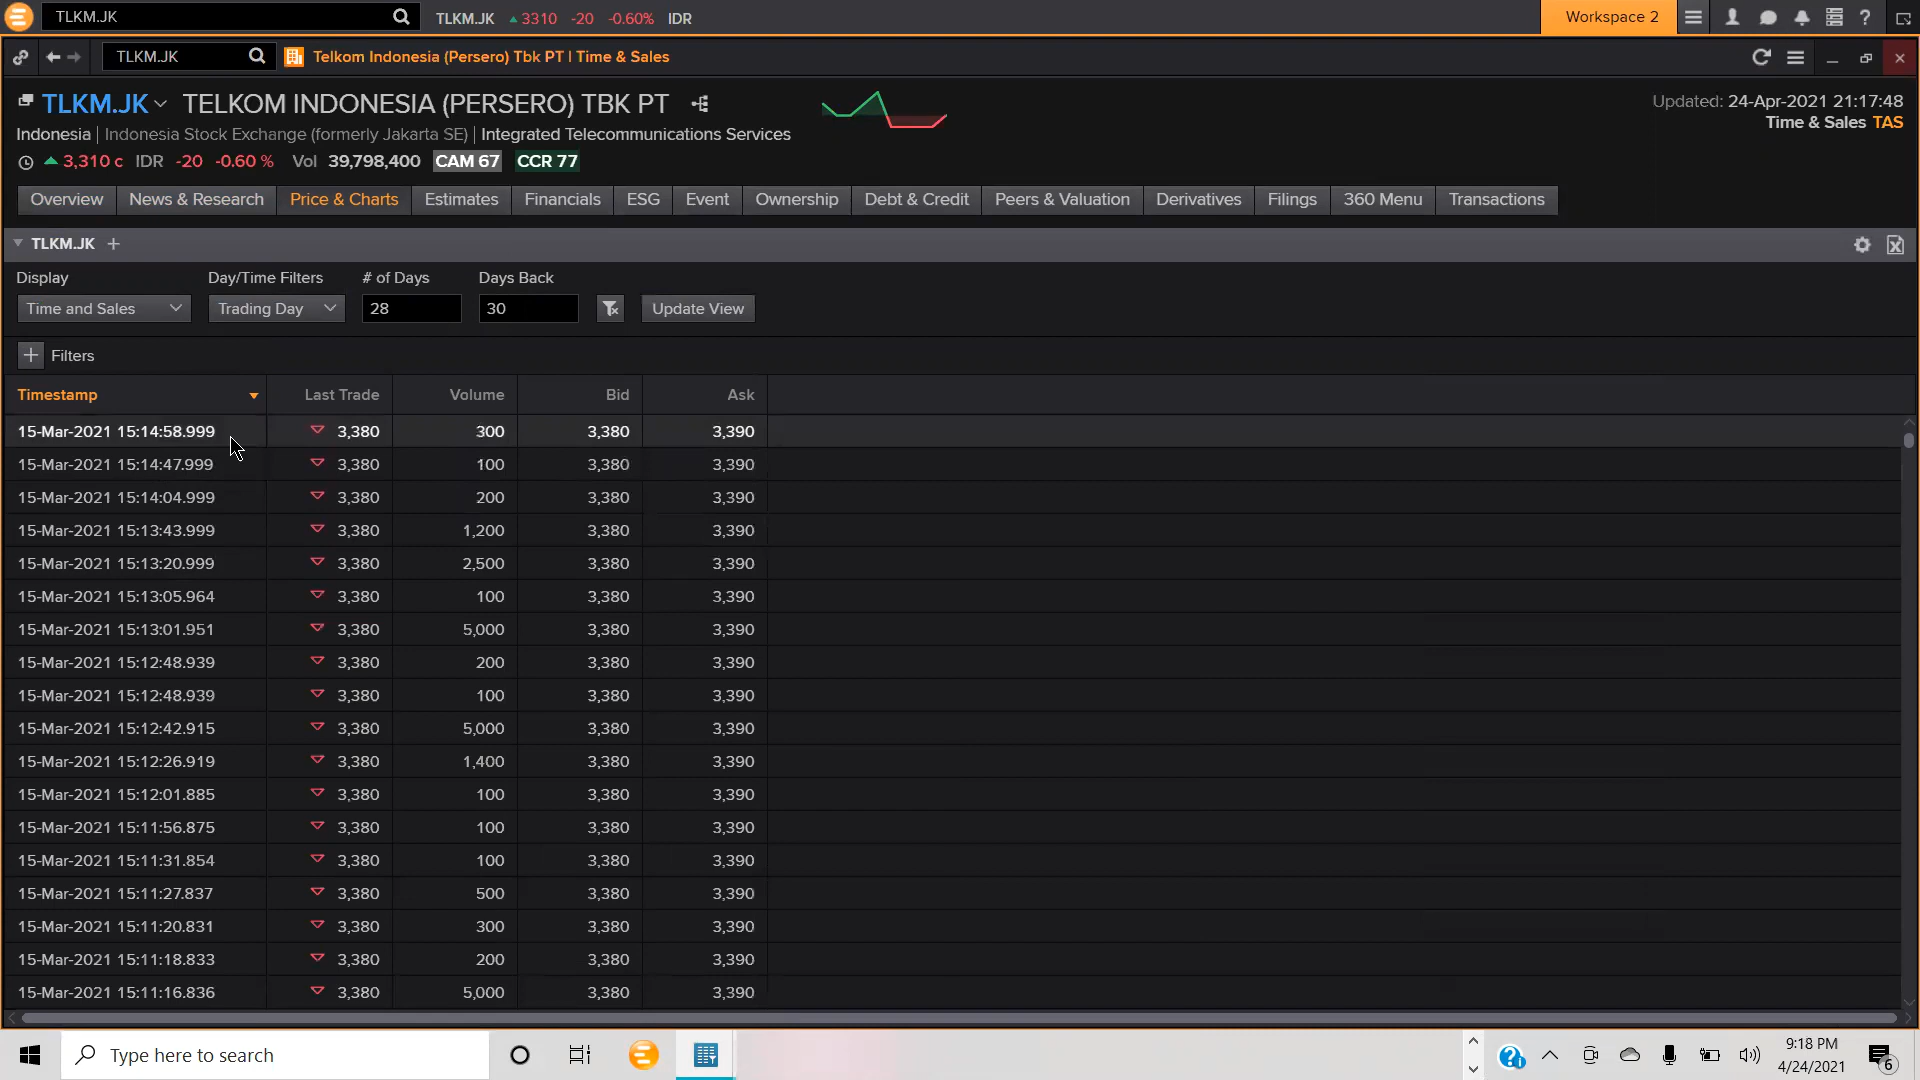 TLKM.JK TLKM.JK 3310 -20 -0.60% IDR Workspace 2 ?
TLKM.JK Telkom Indonesia (Persero) Tbk PT | Time & Sales
TLKM.JK TELKOM INDONESIA (PERSERO) TBK PT Updated: 24-Apr-2021 21:17:48
Indonesia | Indonesia Stock Exchange (formerly Jakarta SE) | Integrated Telecommunications Services Time & Sales TAS
3,310 c IDR -20 -0.60 % Vol 39,798,400 CAM 67 CCR 77
Overview News & Research Price & Charts Estimates Financials ESG Event Ownership Debt & Credit Peers & Valuation Derivatives Filings 360 Menu Transactions
TLKM.JK +
Display Day/Time Filters # of Days Days Back
Time and Sales Trading Day 28 30 Update View
+ Filters
Timestamp Last Trade Volume Bid Ask
15-Mar-2021 15:14:58.999 3,380 300 3,380 3,390
15-Mar-2021 15:14:47.999 3,380 100 3,380 3,390
15-Mar-2021 15:14:04.999 3,380 200 3,380 3,390
15-Mar-2021 15:13:43.999 3,380 1,200 3,380 3,390
15-Mar-2021 15:13:20.999 3,380 2,500 3,380 3,390
15-Mar-2021 15:13:05.964 3,380 100 3,380 3,390
15-Mar-2021 15:13:01.951 3,380 5,000 3,380 3,390
15-Mar-2021 15:12:48.939 3,380 200 3,380 3,390
15-Mar-2021 15:12:48.939 3,380 100 3,380 3,390
15-Mar-2021 15:12:42.915 3,380 5,000 3,380 3,390
15-Mar-2021 15:12:26.919 3,380 1,400 3,380 3,390
15-Mar-2021 15:12:01.885 3,380 100 3,380 3,390
15-Mar-2021 15:11:56.875 3,380 100 3,380 3,390
15-Mar-2021 15:11:31.854 3,380 100 3,380 3,390
15-Mar-2021 15:11:27.837 3,380 500 3,380 3,390
15-Mar-2021 15:11:20.831 3,380 300 3,380 3,390
15-Mar-2021 15:11:18.833 3,380 200 3,380 3,390
15-Mar-2021 15:11:16.836 3,380 5,000 3,380 3,390
Type here to search 9:18 PM
4/24/2021 6